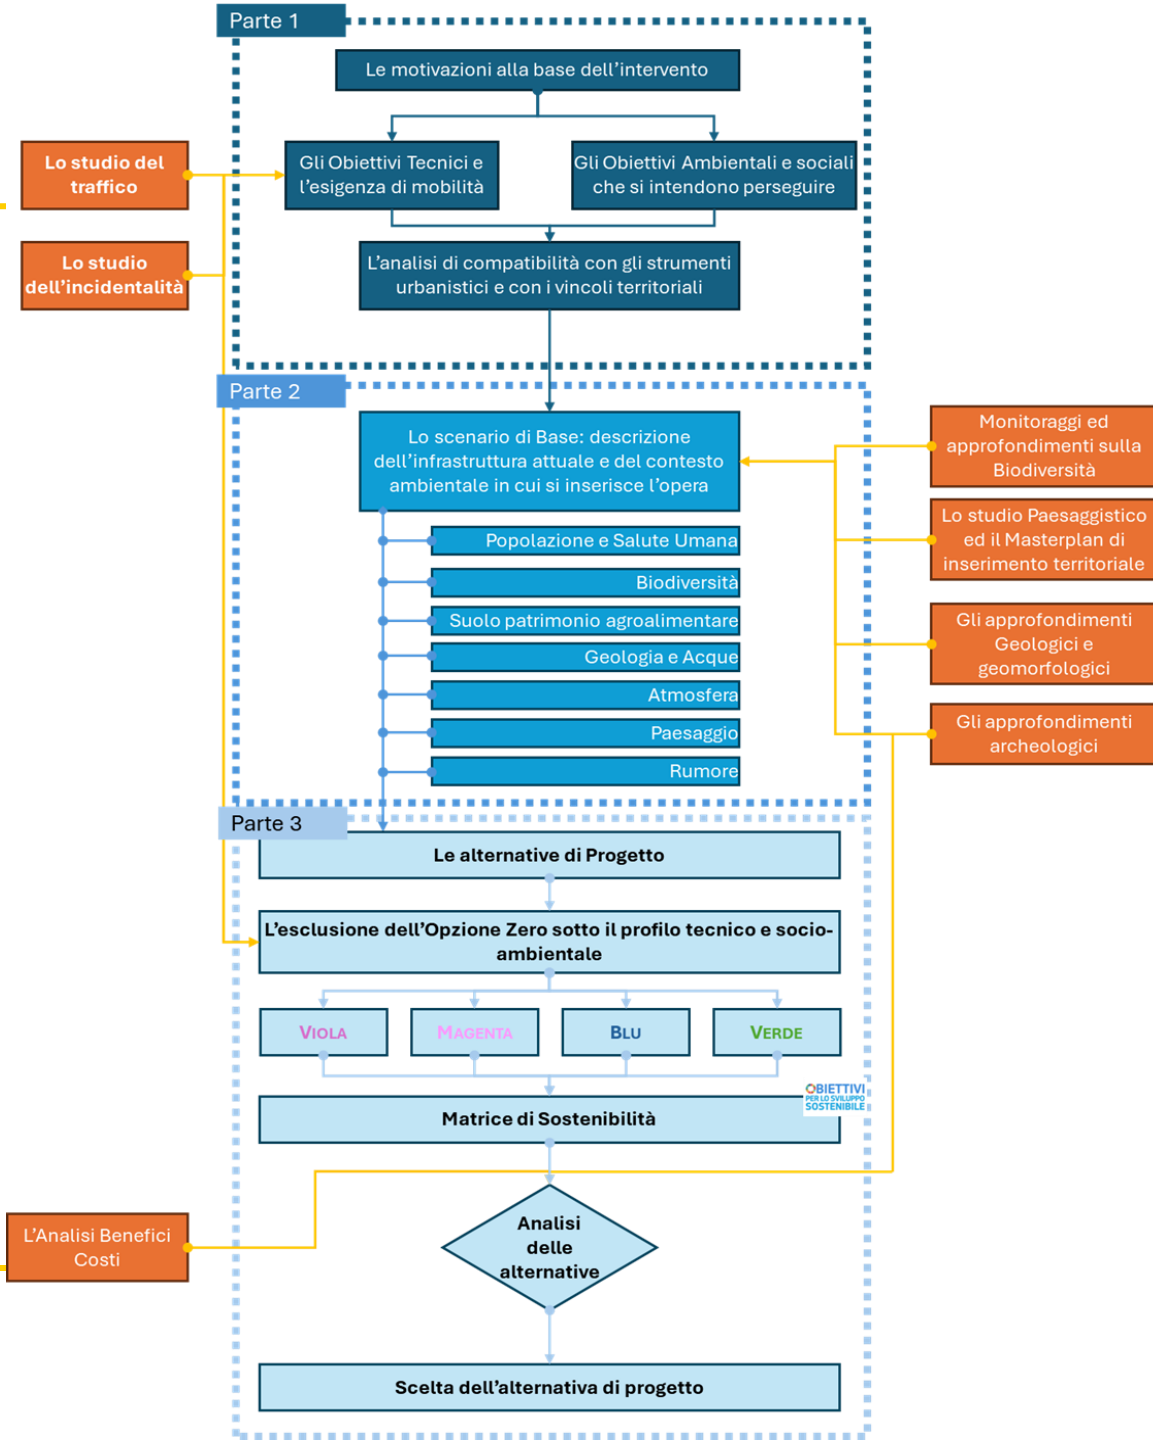 Parte 1
Le motivazioni alla base dell’intervento
Lo studio del
traffico
Gli Obiettivi Tecnici e
l’esigenza di mobilità
Gli Obiettivi Ambientali e sociali
che si intendono perseguire
Lo studio
dell’incidentalità
L’analisi di compatibilità con gli strumenti
urbanistici e con i vincoli territoriali
Parte 2
Lo scenario di Base: descrizione
dell’infrastruttura attuale e del contesto
ambientale in cui si inserisce l’opera
Monitoraggi ed
approfondimenti sulla
Biodiversità
Lo studio Paesaggistico
ed il Masterplan di
inserimento territoriale
Gli approfondimenti
Geologici e
geomorfologici
Gli approfondimenti
archeologici
Popolazione e Salute Umana
Biodiversità
Suolo patrimonio agroalimentare
Geologia e Acque
Atmosfera
Paesaggio
Rumore
Parte 3
Le alternative di Progetto
L’esclusione dell’Opzione Zero sotto il profilo tecnico e socio-
ambientale
VIOLA
MAGENTA
BLU
VERDE
OBIETTIVI
PER LO SVILUPPO
SOSTENIBILE
Matrice di Sostenibilità
L’Analisi Benefici
Costi
Analisi
delle
alternative
Scelta dell’alternativa di progetto